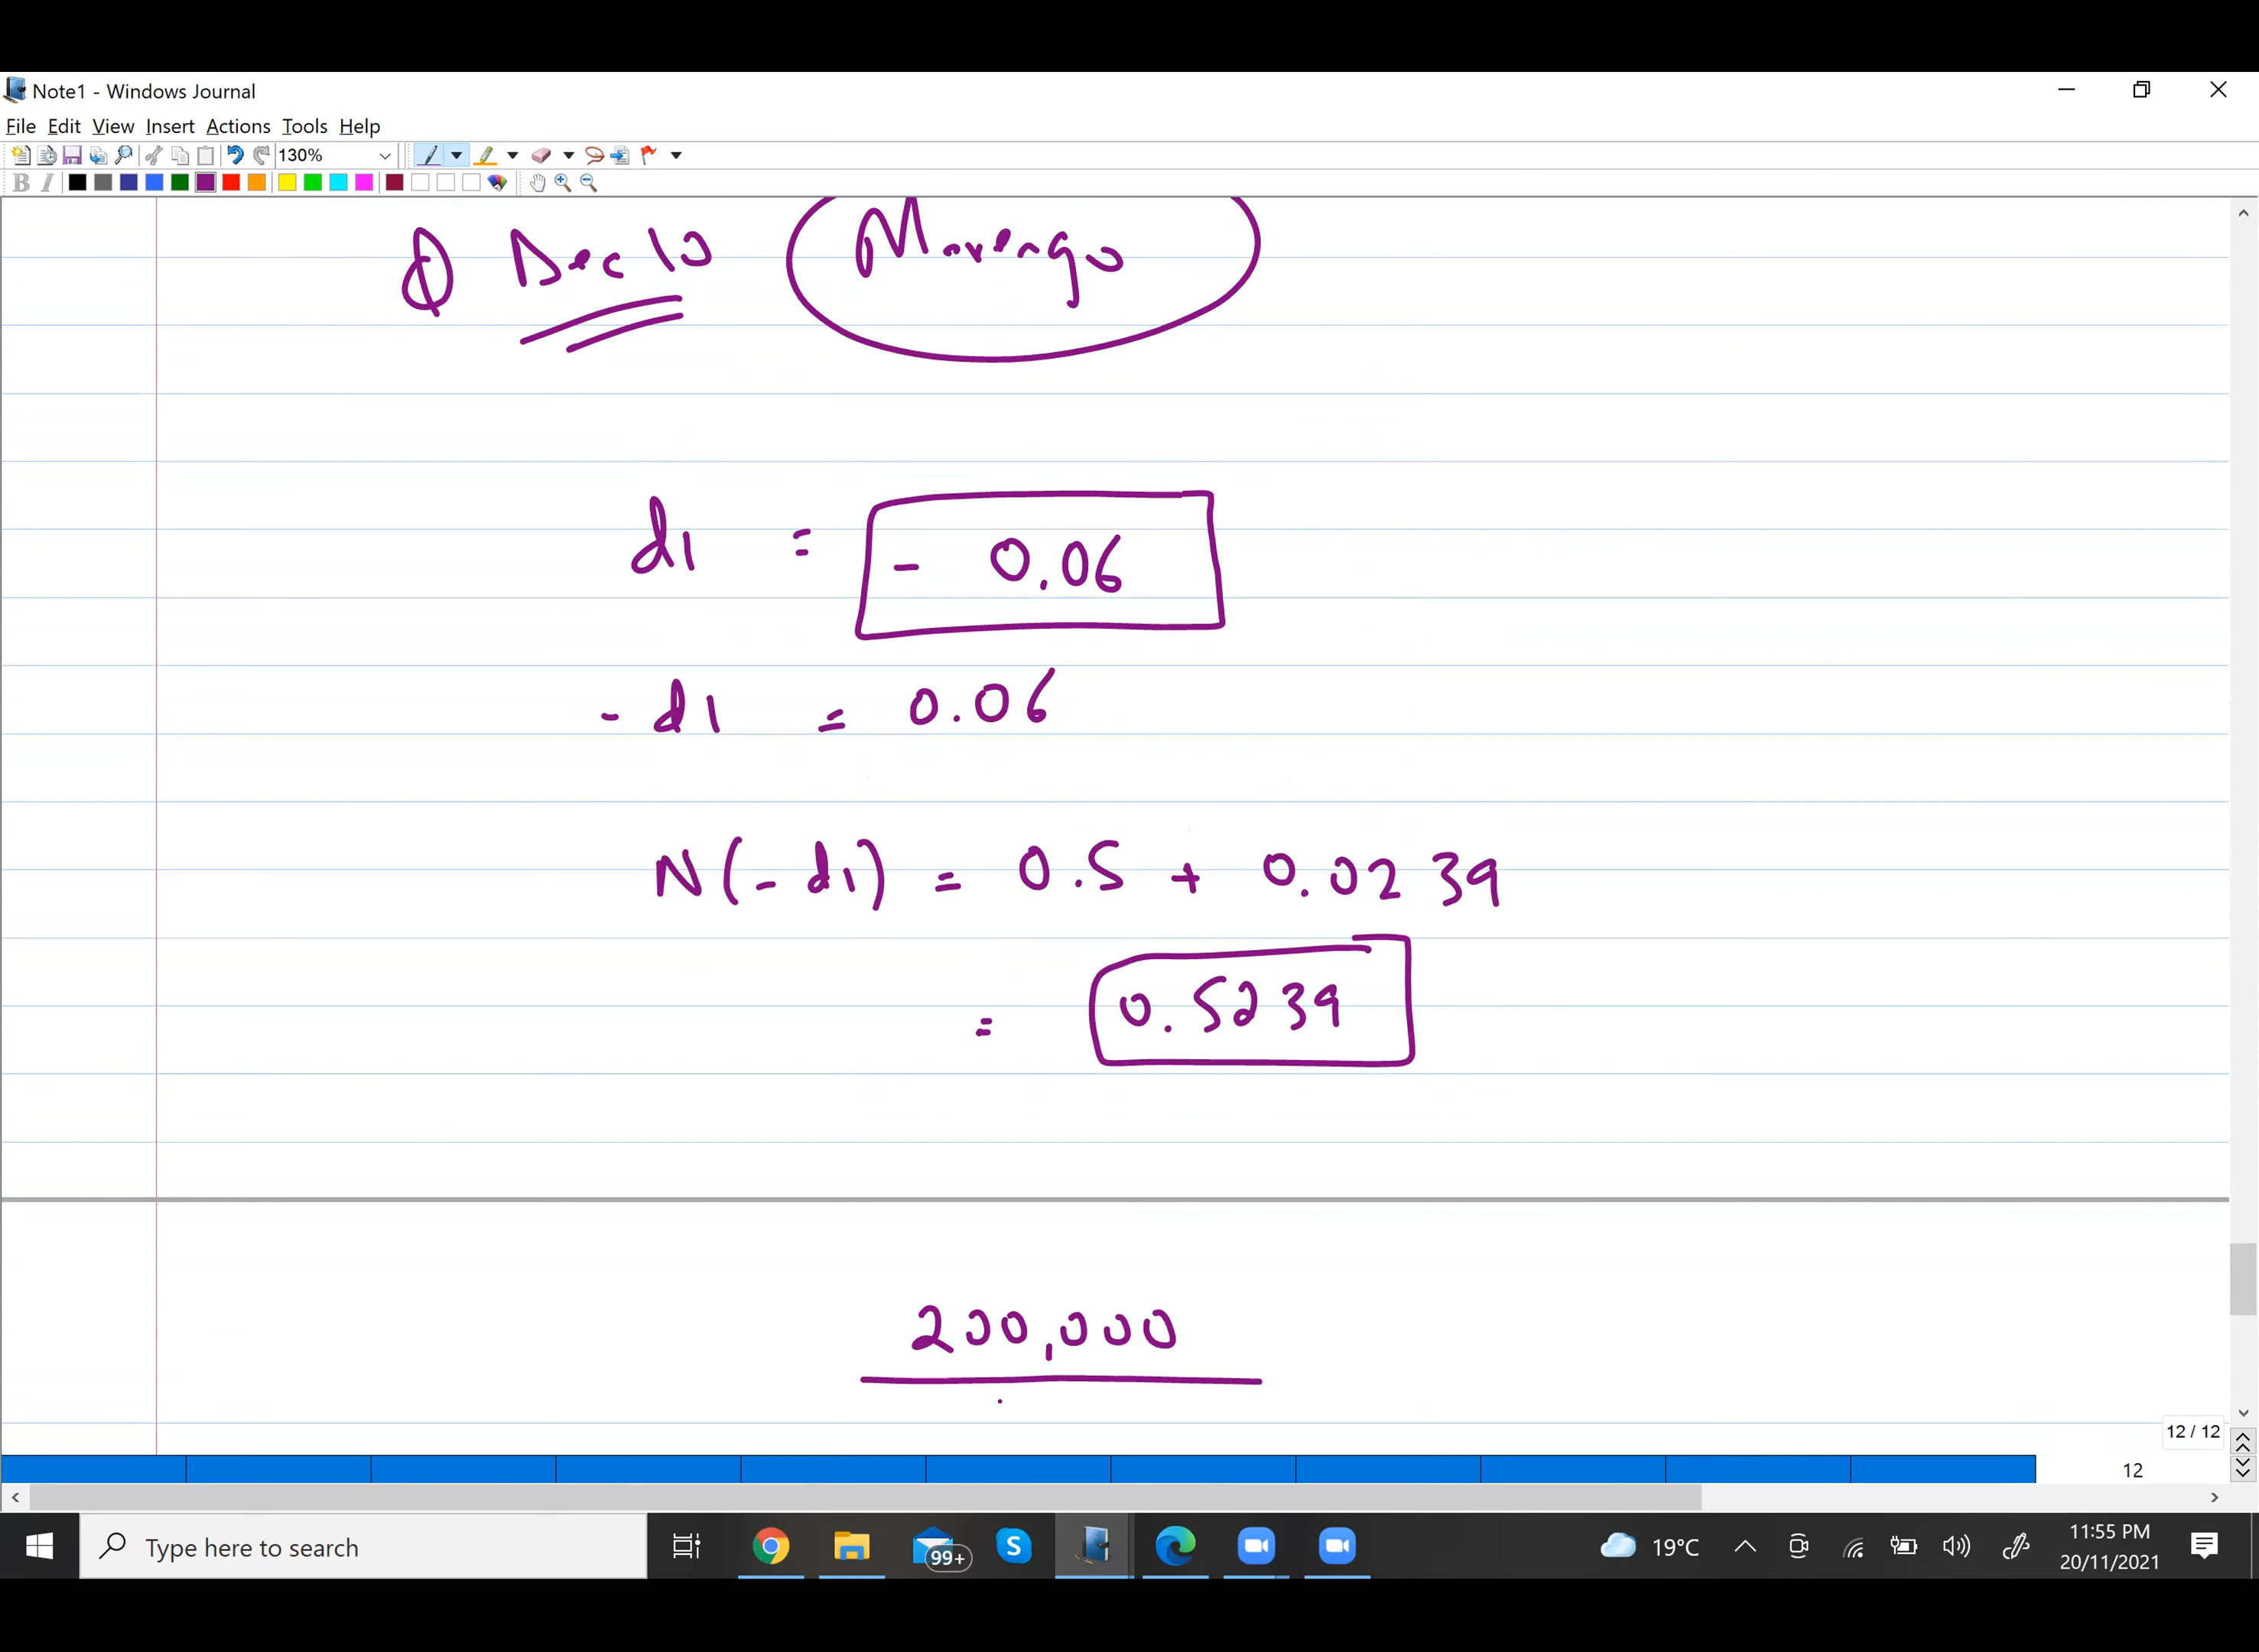 Note1 - Windows Journal
File Edit View Insert Actions Tools Help
130%
B I
Q Dec 10 Marengo
d1 = - 0.06
- d1 = 0.06
N(- d1) = 0.5 + 0.0239
= 0.5239
200,000
12 / 12
12
Type here to search
99+
S
19°C
11:55 PM
20/11/2021